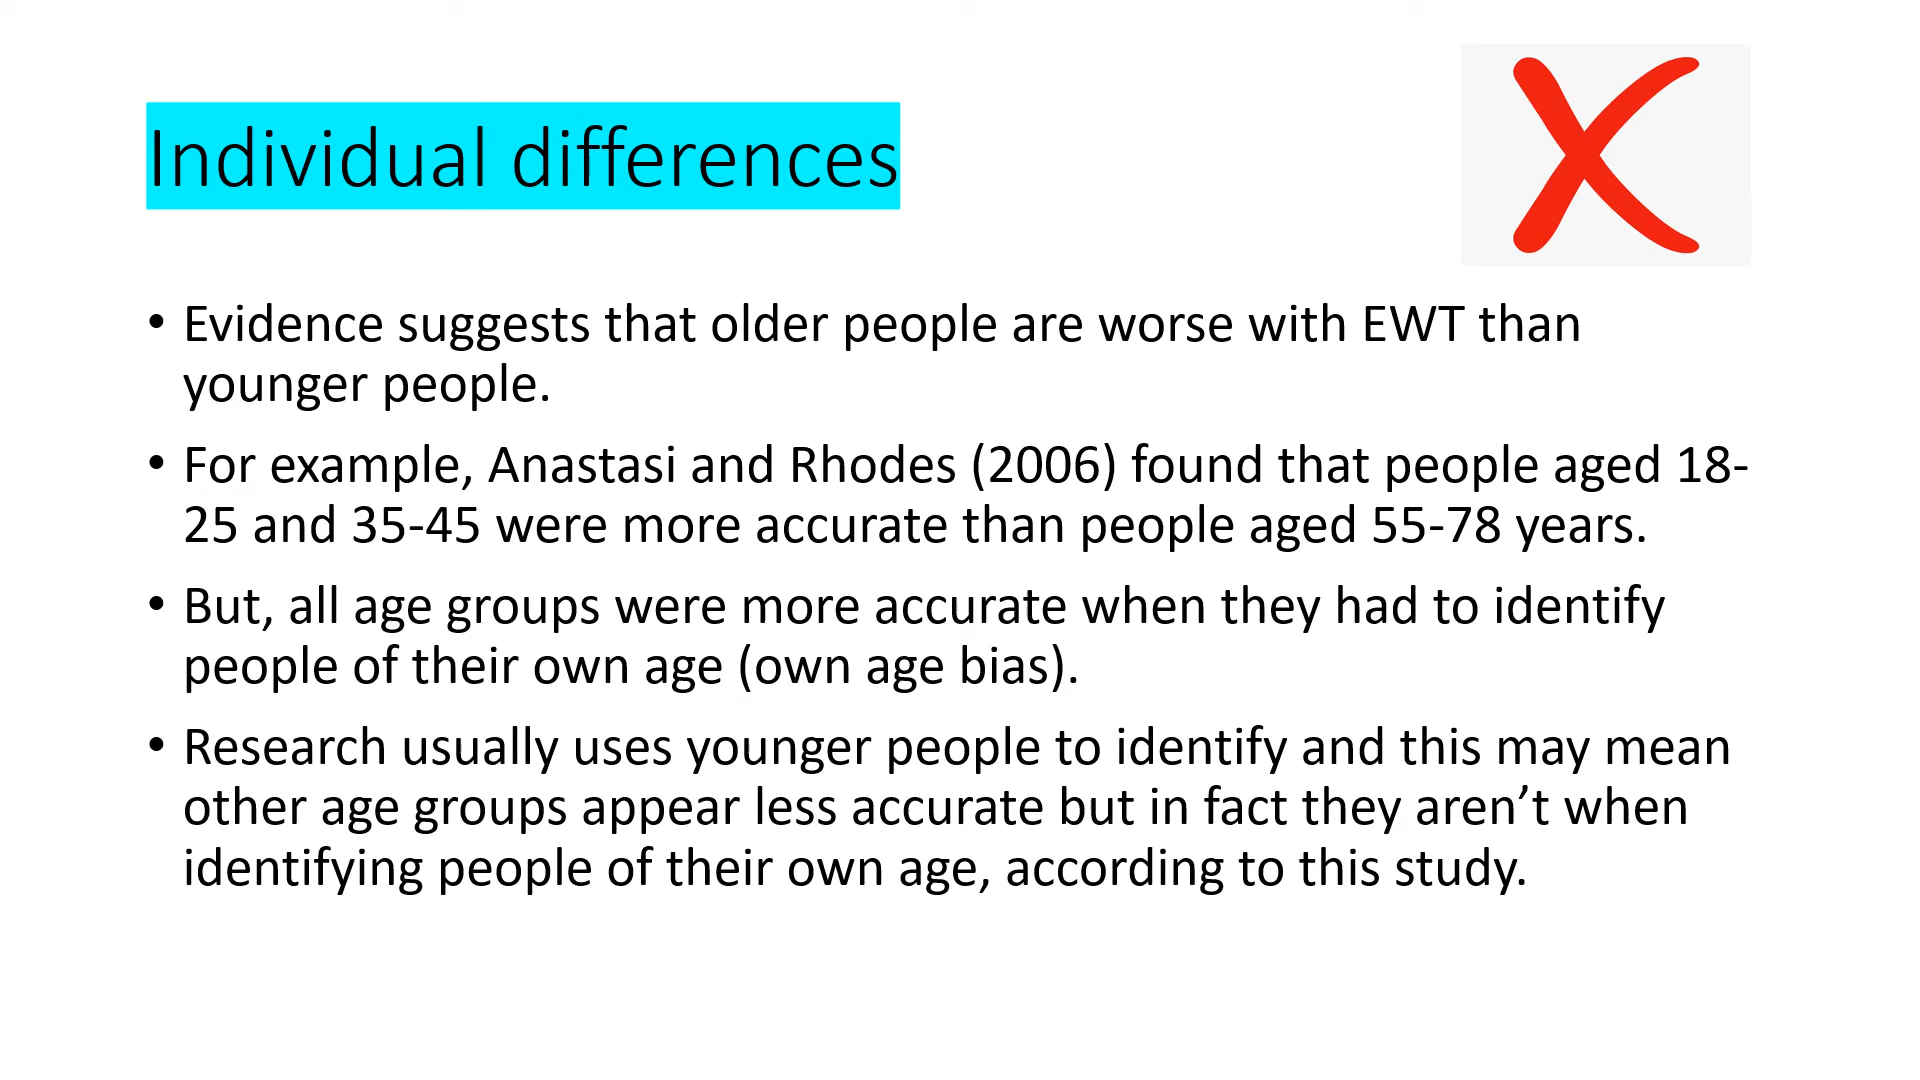 Individual differences
• Evidence suggests that older people are worse with EWT than
younger people.
• For example, Anastasi and Rhodes (2006) found that people aged 18-
25 and 35-45 were more accurate than people aged 55-78 years.
• But, all age groups were more accurate when they had to identify
people of their own age (own age bias).
• Research usually uses younger people to identify and this may mean
other age groups appear less accurate but in fact they aren’t when
identifying people of their own age, according to this study.